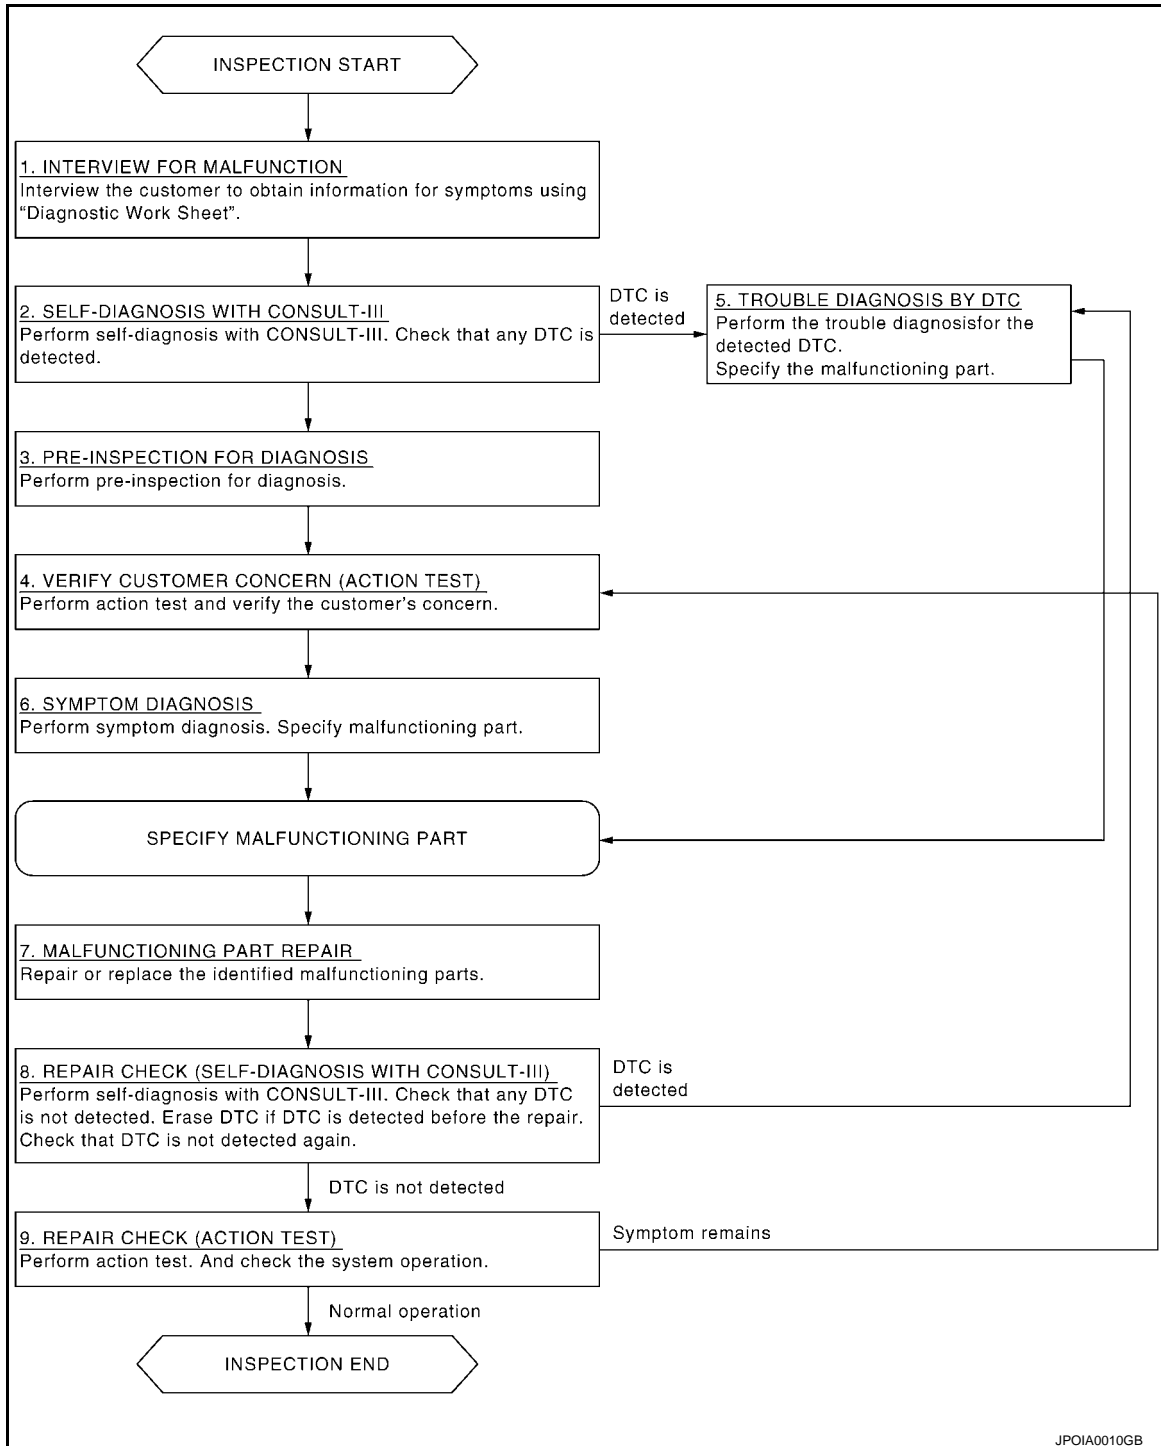 INSPECTION START
1. INTERVIEW FOR MALFUNCTION
Interview the customer to obtain information for symptoms using
“Diagnostic Work Sheet”.
2. SELF-DIAGNOSIS WITH CONSULT-III
Perform self-diagnosis with CONSULT-III. Check that any DTC is
detected.
DTC is
detected
5. TROUBLE DIAGNOSIS BY DTC
Perform the trouble diagnosisfor the
detected DTC.
Specify the malfunctioning part.
3. PRE-INSPECTION FOR DIAGNOSIS
Perform pre-inspection for diagnosis.
4. VERIFY CUSTOMER CONCERN (ACTION TEST)
Perform action test and verify the customer’s concern.
6. SYMPTOM DIAGNOSIS
Perform symptom diagnosis. Specify malfunctioning part.
SPECIFY MALFUNCTIONING PART
7. MALFUNCTIONING PART REPAIR
Repair or replace the identified malfunctioning parts.
8. REPAIR CHECK (SELF-DIAGNOSIS WITH CONSULT-III)
Perform self-diagnosis with CONSULT-III. Check that any DTC
is not detected. Erase DTC if DTC is detected before the repair.
Check that DTC is not detected again.
DTC is
detected
DTC is not detected
9. REPAIR CHECK (ACTION TEST)
Perform action test. And check the system operation.
Symptom remains
Normal operation
INSPECTION END
JPOIA0010GB